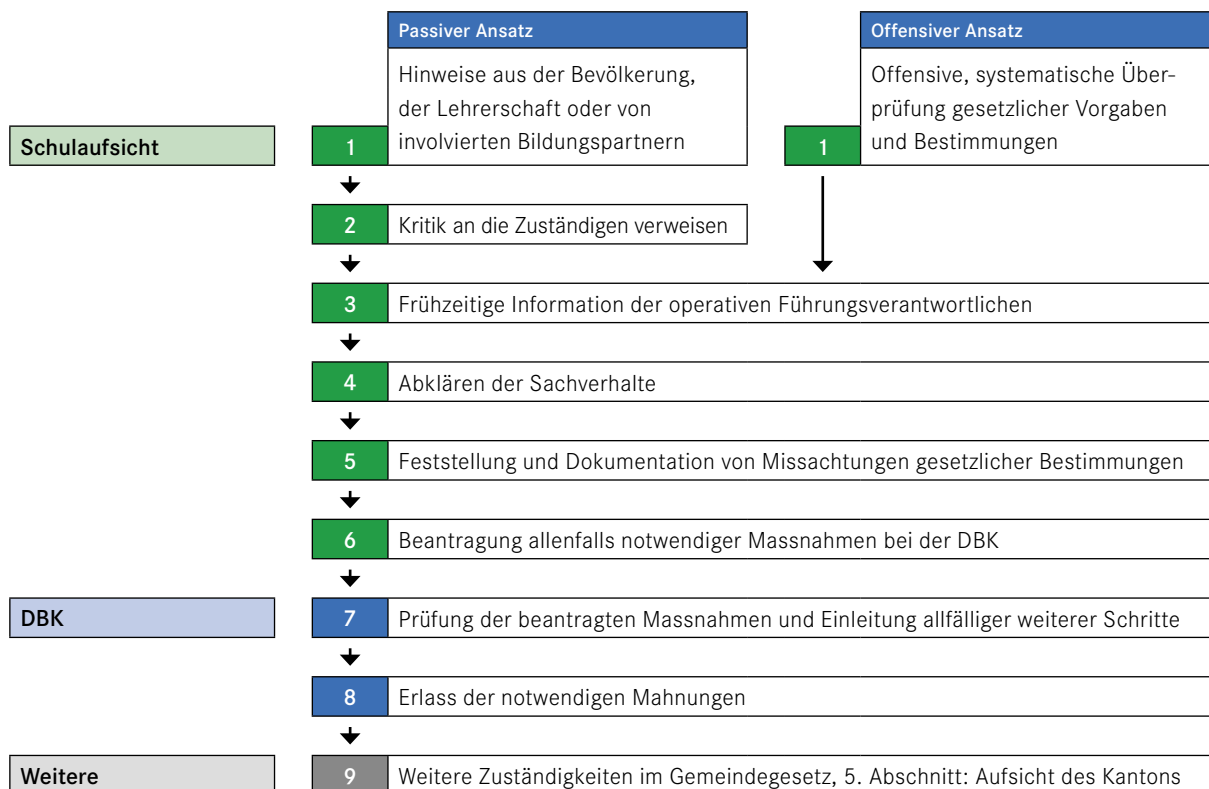 Passiver Ansatz
Hinweise aus der Bevölkerung,
der Lehrerschaft oder von
involvierten Bildungspartnern
Offensiver Ansatz
Offensive, systematische Über-
prüfung gesetzlicher Vorgaben
und Bestimmungen
Schulaufsicht
1
1
2 Kritik an die Zuständigen verweisen
3 Frühzeitige Information der operativen Führungsverantwortlichen
4 Abklären der Sachverhalte
5 Feststellung und Dokumentation von Missachtungen gesetzlicher Bestimmungen
6 Beantragung allenfalls notwendiger Massnahmen bei der DBK
DBK
7 Prüfung der beantragten Massnahmen und Einleitung allfälliger weiterer Schritte
8 Erlass der notwendigen Mahnungen
Weitere
9 Weitere Zuständigkeiten im Gemeindegesetz, 5. Abschnitt: Aufsicht des Kantons